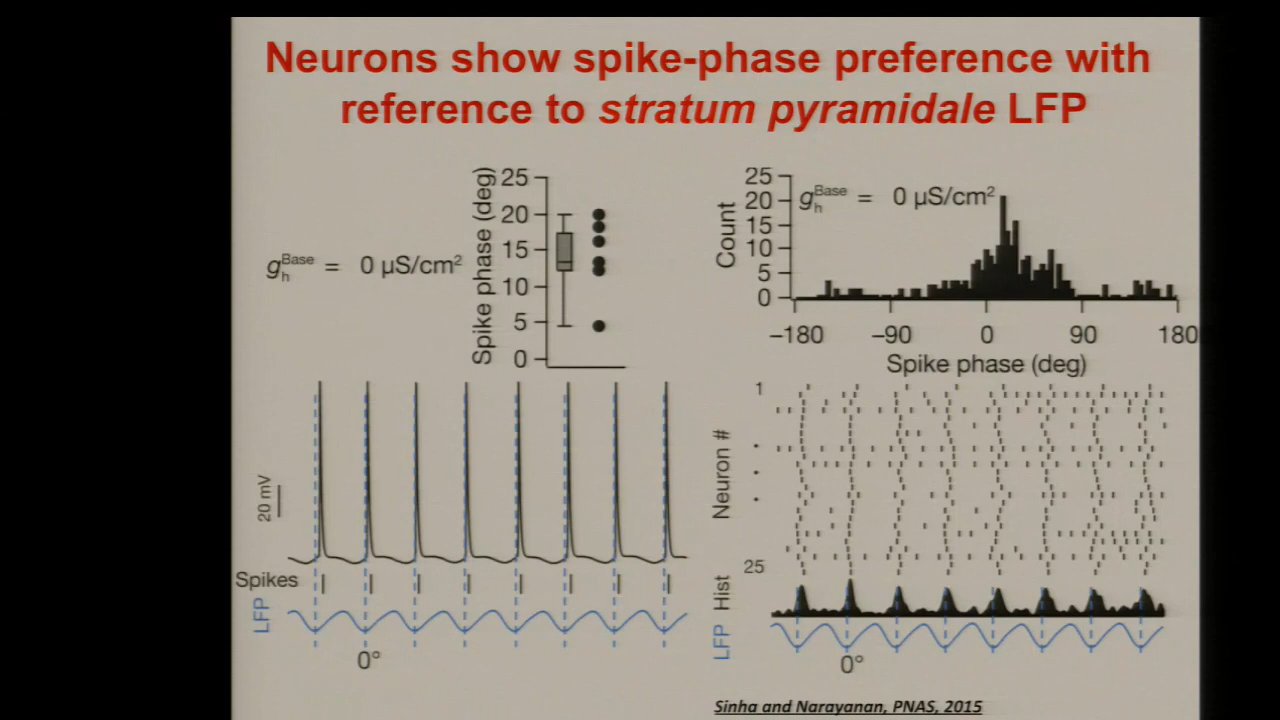 Neurons show spike-phase preference with
reference to stratum pyramidale LFP
g_h^Base = 0 µS/cm²
Spike phase (deg)
25
20
15
10
5
0
g_h^Base = 0 µS/cm²
Count
25
20
15
10
5
0
−180 −90 0 90 180
Spike phase (deg)
20 mV
Spikes
LFP
0°
1
Neuron #
25
Hist
LFP
0°
Sinha and Narayanan, PNAS, 2015